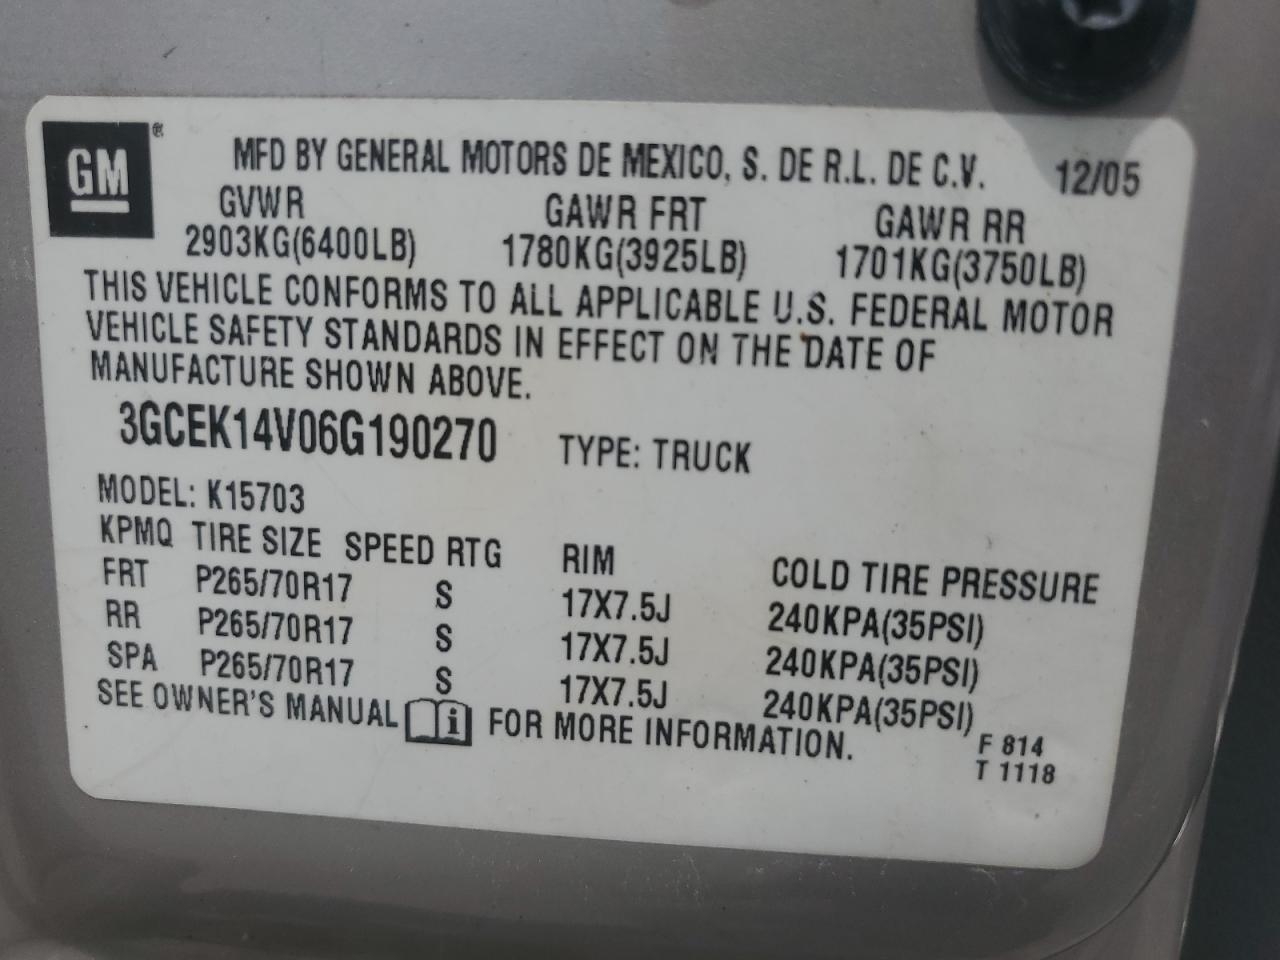 GM®
MFD BY GENERAL MOTORS DE MEXICO, S. DE R.L. DE C.V. 12/05
GVWR GAWR FRT GAWR RR
2903KG(6400LB) 1780KG(3925LB) 1701KG(3750LB)
THIS VEHICLE CONFORMS TO ALL APPLICABLE U.S. FEDERAL MOTOR
VEHICLE SAFETY STANDARDS IN EFFECT ON THE DATE OF
MANUFACTURE SHOWN ABOVE.
3GCEK14V06G190270 TYPE: TRUCK
MODEL: K15703
KPMQ TIRE SIZE SPEED RTG RIM COLD TIRE PRESSURE
FRT P265/70R17 S 17X7.5J 240KPA(35PSI)
RR P265/70R17 S 17X7.5J 240KPA(35PSI)
SPA P265/70R17 S 17X7.5J 240KPA(35PSI)
SEE OWNER'S MANUAL i FOR MORE INFORMATION.
F 814
T 1118